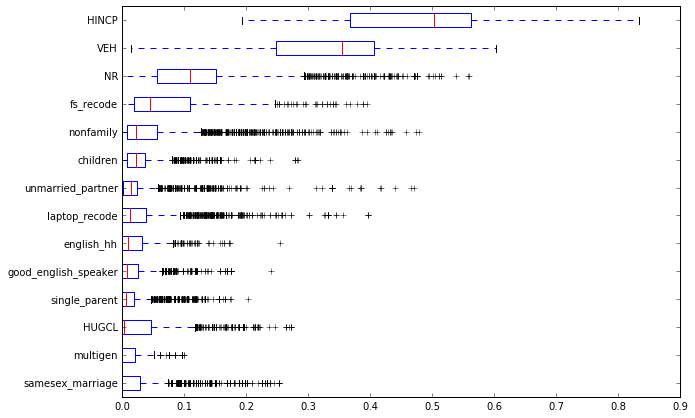 HINCP
VEH
NR
fs_recode
nonfamily
children
unmarried_partner
laptop_recode
english_hh
good_english_speaker
single_parent
HUGCL
multigen
samesex_marriage
0.0 0.1 0.2 0.3 0.4 0.5 0.6 0.7 0.8 0.9